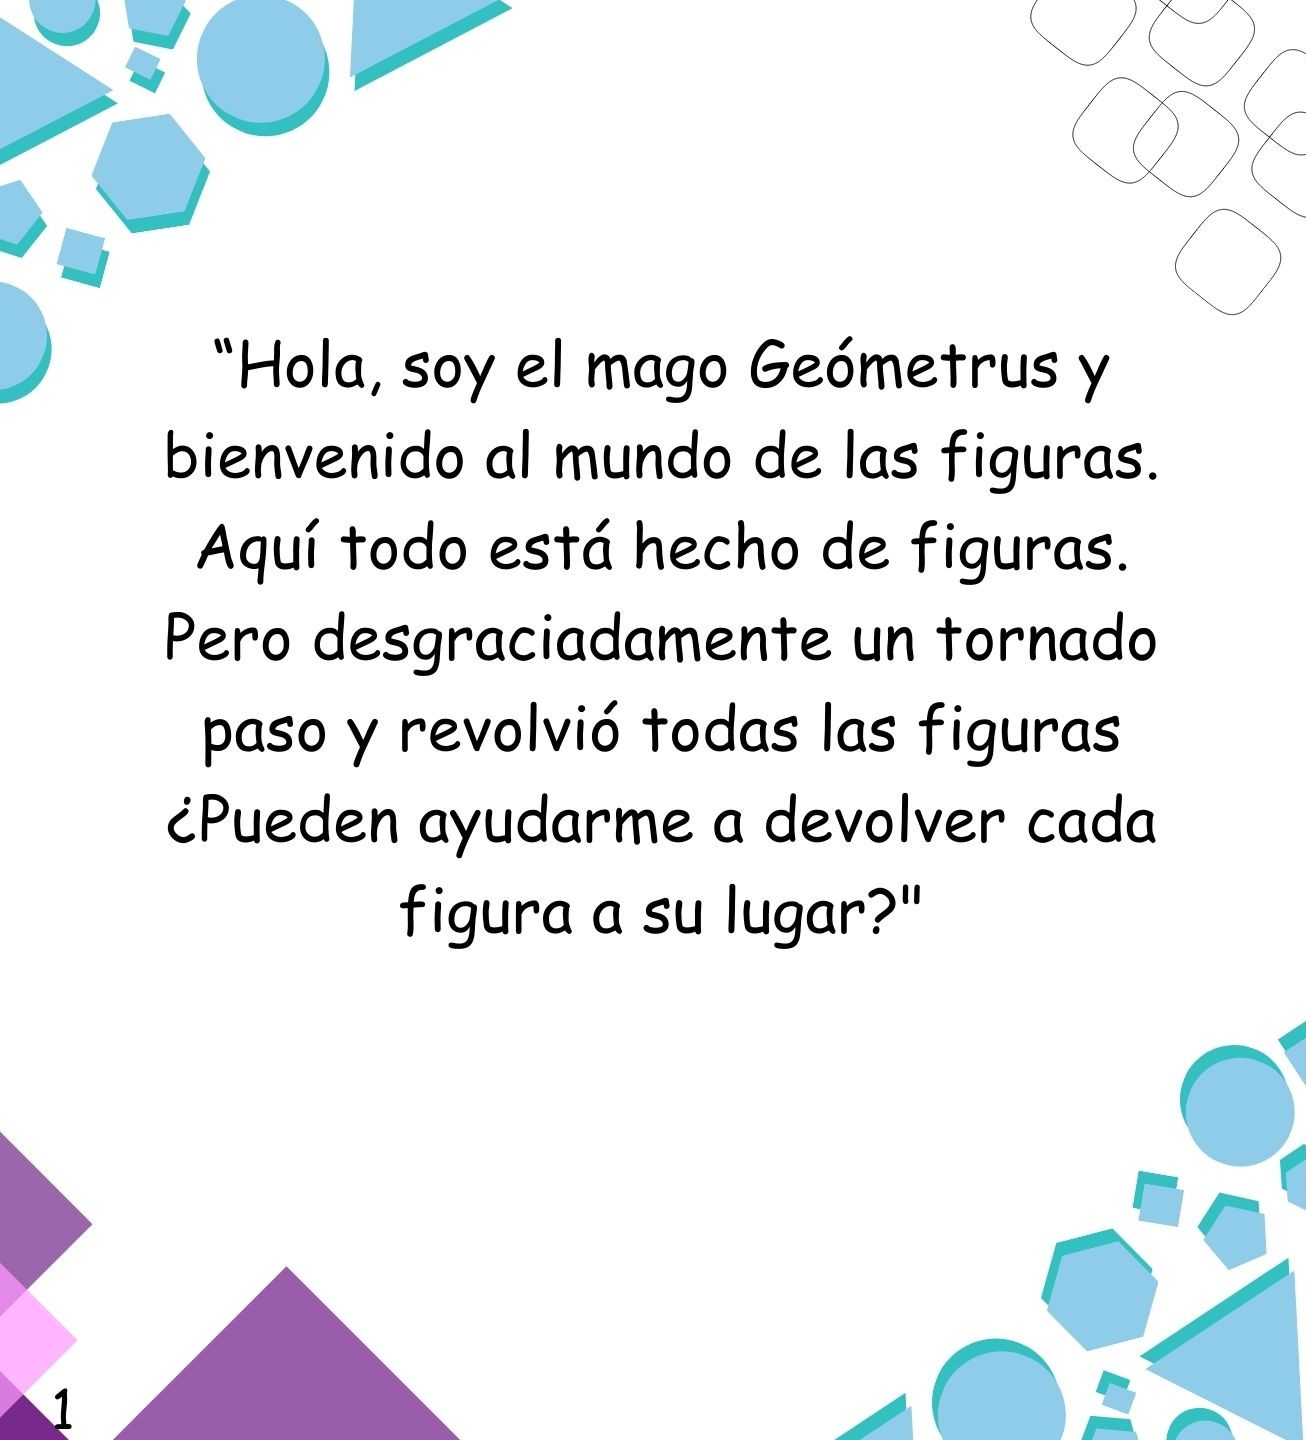 “Hola, soy el mago Geómetrus y
bienvenido al mundo de las figuras.
Aquí todo está hecho de figuras.
Pero desgraciadamente un tornado
paso y revolvió todas las figuras
¿Pueden ayudarme a devolver cada
figura a su lugar?"
1